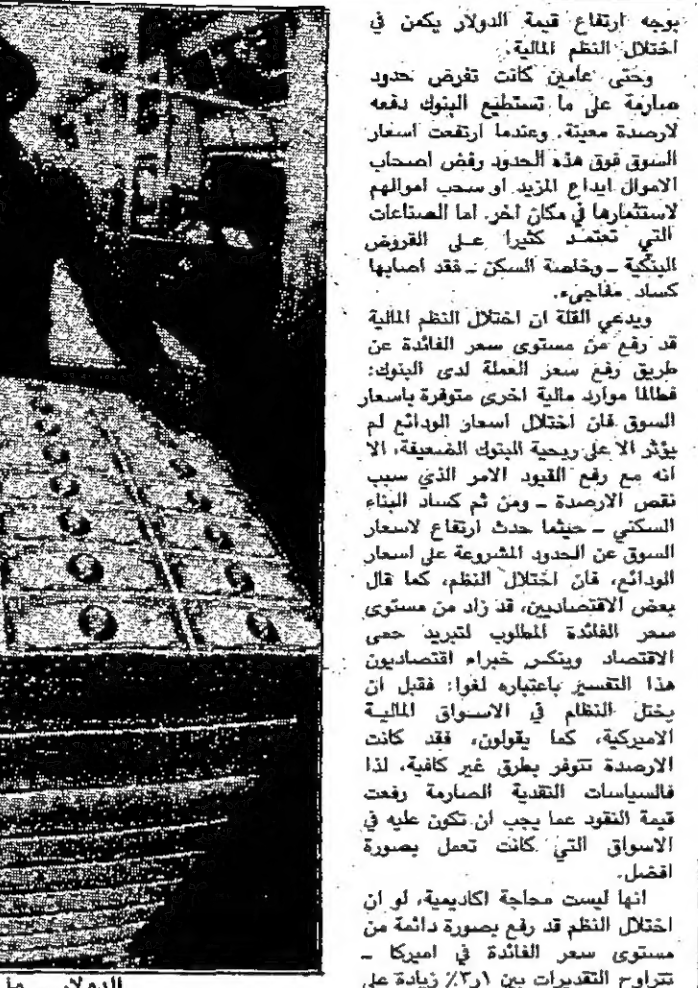 بوجه ارتفاع قيمة الدولار يكمن في
اختلال النظم المالية.
وحتى عامين كانت تفرض حدود
صارمة على ما تستطيع البنوك دفعه
لارصدة معينة. وعندما ارتفعت اسعار
السوق فوق هذه الحدود رفض اصحاب
الاموال ايداع المزيد او سحب اموالهم
لاستثمارها في مكان اخر. اما الصناعات
التي تعتمد كثيرا على القروض
البنكية ــ وخاصة السكن ــ فقد اصابها
كساد مفاجىء.
ويدعي القلة ان اختلال النظم المالية
قد رفع من مستوى سعر الفائدة عن
طريق رفع سعر العملة لدى البنوك:
فطالما موارد مالية اخرى متوفرة باسعار
السوق فان اختلال اسعار الودائع لم
يؤثر الا على ربحية البنوك الضعيفة، الا
انه مع رفع القيود الامر الذي سبب
نقص الارصدة ــ ومن ثم كساد البناء
السكني ــ حيثما حدث ارتفاع لاسعار
السوق عن الحدود المشروعة على اسعار
الودائع، فان اختلال النظم، كما قال
بعض الاقتصاديين، قد زاد من مستوى
سعر الفائدة المطلوب لتبريد حمى
الاقتصاد وينكر خبراء اقتصاديون
هذا التفسير باعتباره لغوا: فقبل ان
يختل النظام في الاسواق المالية
الاميركية، كما يقولون، فقد كانت
الارصدة تتوفر بطرق غير كافية، لذا
فالسياسات النقدية الصارمة رفعت
قيمة النقود عما يجب ان تكون عليه في
الاسواق التي كانت تعمل بصورة
افضل.
انها ليست محاجة اكاديمية، لو ان
اختلال النظم قد رفع بصورة دائمة من
مستوى سعر الفائدة في اميركا ــ
تتراوح التقديرات بين ١ر٣٪ زيادة على
الدولار